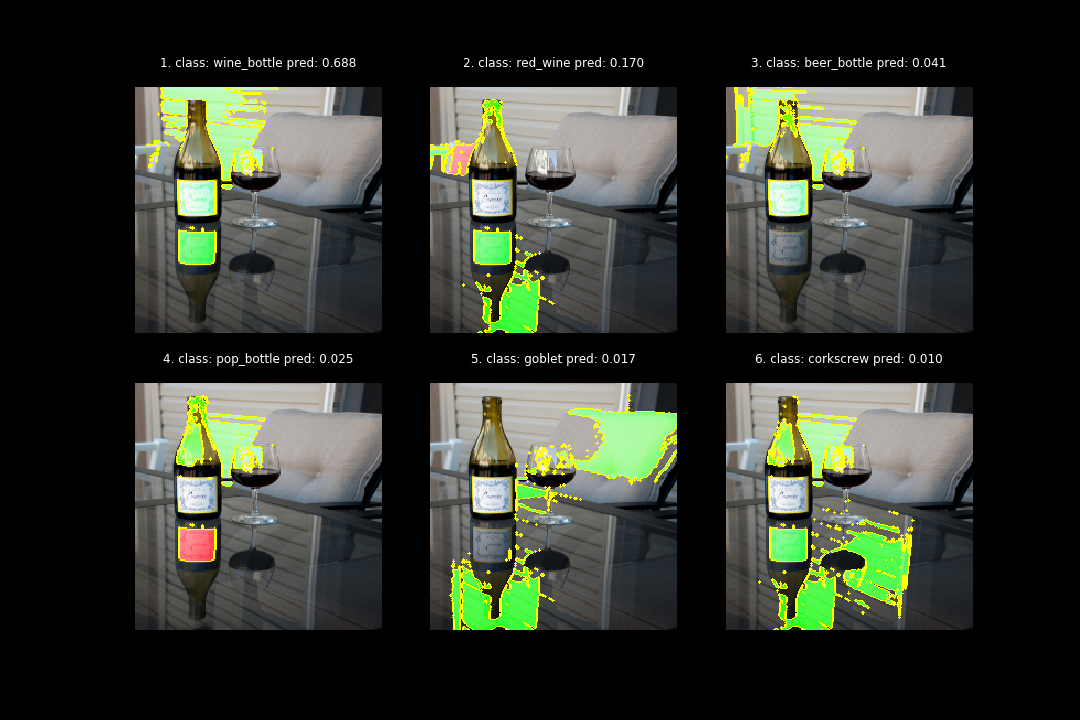 1. class: wine_bottle pred: 0.688
2. class: red_wine pred: 0.170
3. class: beer_bottle pred: 0.041
4. class: pop_bottle pred: 0.025
5. class: goblet pred: 0.017
6. class: corkscrew pred: 0.010